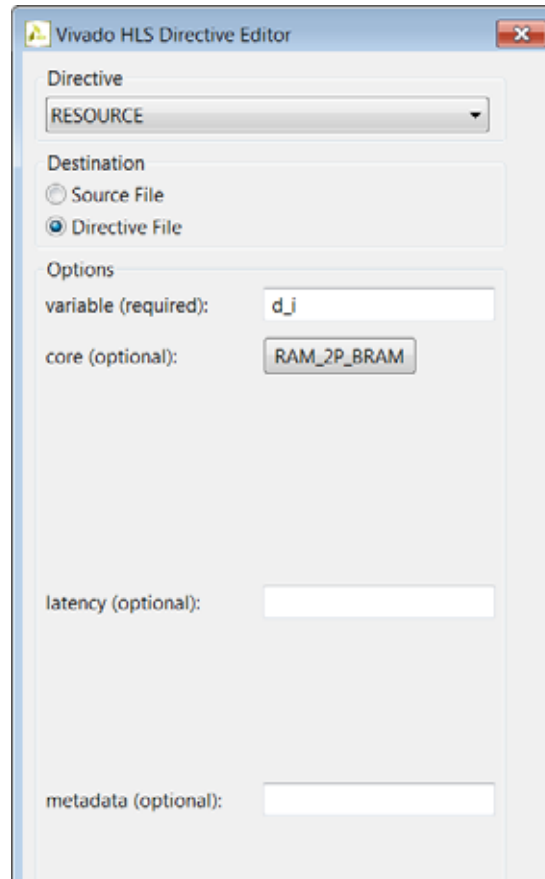 Vivado HLS Directive Editor
Directive
RESOURCE
Destination
Source File
Directive File
Options
variable (required): d_i
core (optional): RAM_2P_BRAM
latency (optional):
metadata (optional):